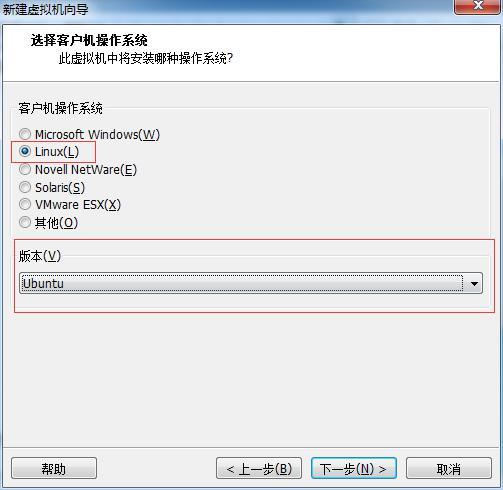 新建虚拟机向导
选择客户机操作系统
此虚拟机中将安装哪种操作系统?
客户机操作系统
Microsoft Windows(W)
Linux(L)
Novell NetWare(E)
Solaris(S)
VMware ESX(X)
其他(O)
版本(V)
Ubuntu
帮助
< 上一步(B)
下一步(N) >
取消